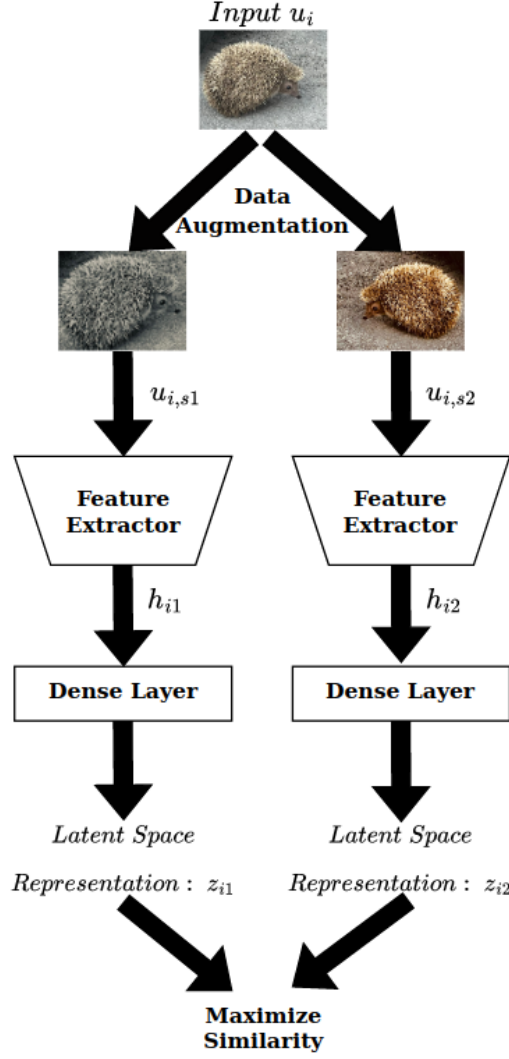 Input u_i
Data
Augmentation
u_{i,s1}
u_{i,s2}
Feature
Extractor
Feature
Extractor
h_{i1}
h_{i2}
Dense Layer
Dense Layer
Latent Space
Representation : z_{i1}
Latent Space
Representation : z_{i2}
Maximize
Similarity